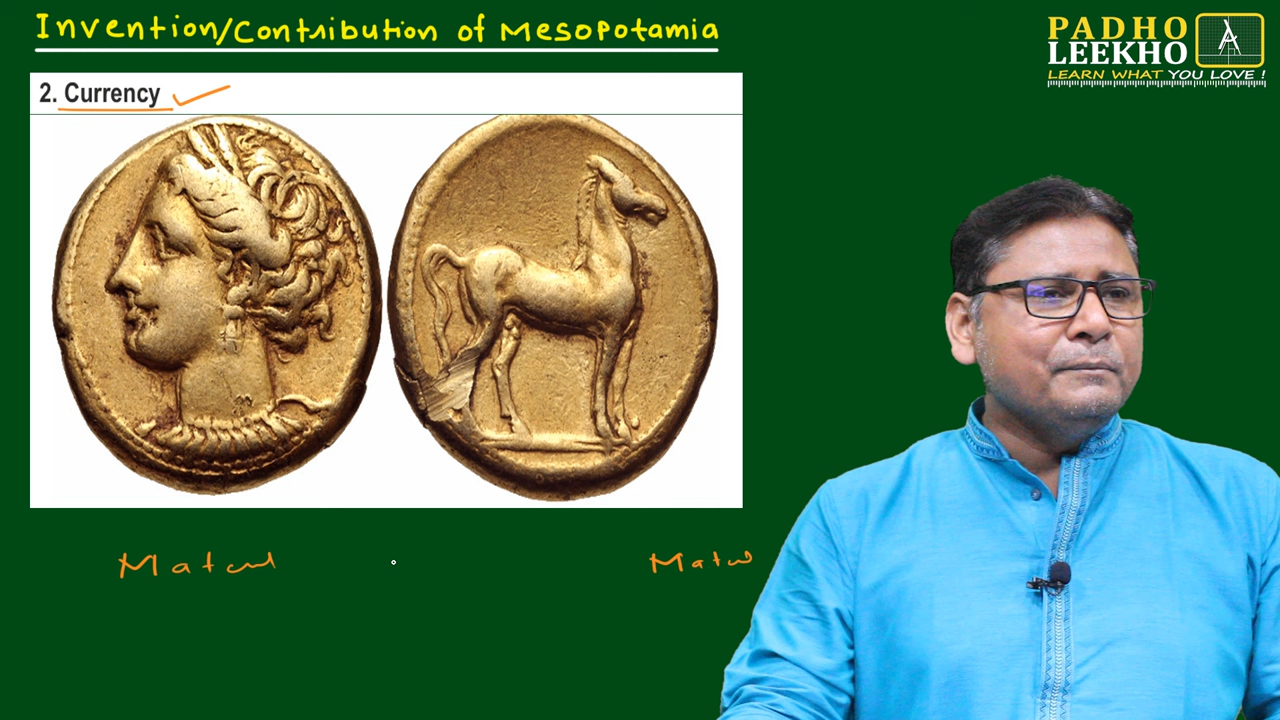 Invention/Contribution of Mesopotamia
PADHO
LEEKHO
LEARN WHAT YOU LOVE !
2. Currency